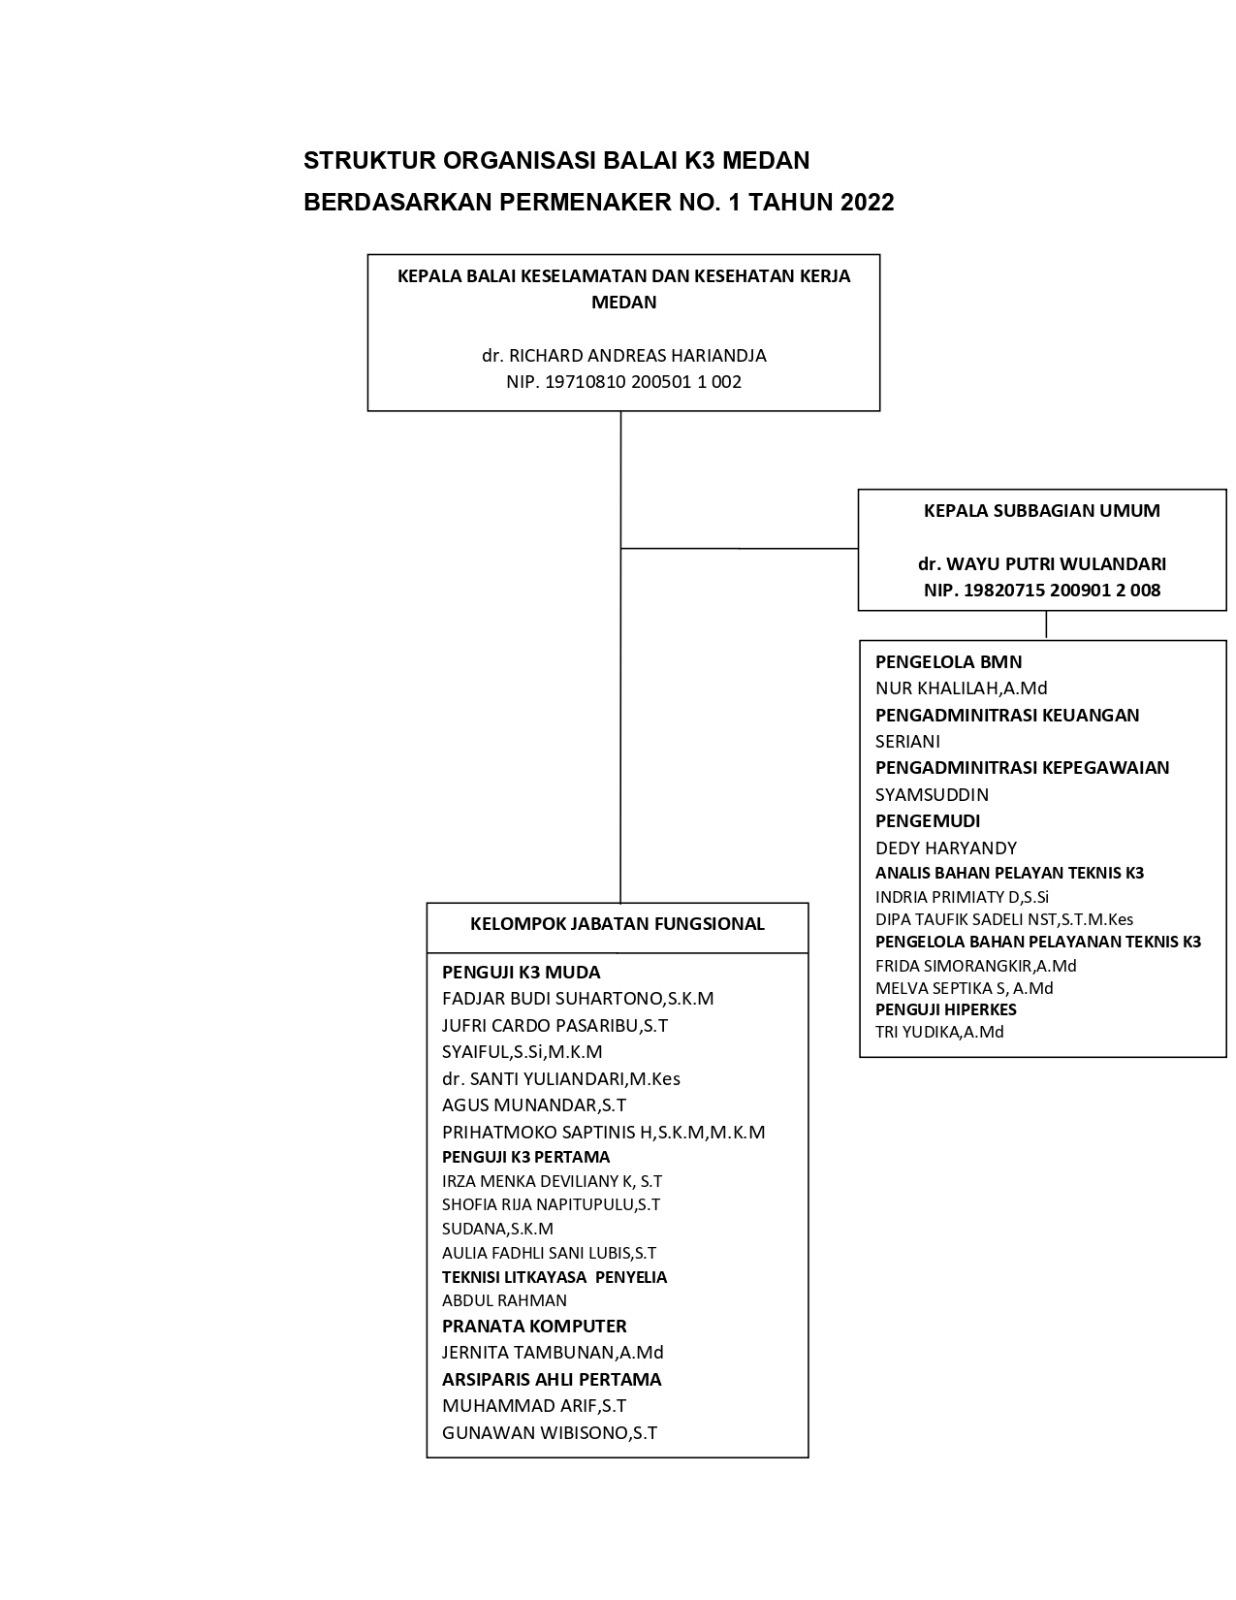 STRUKTUR ORGANISASI BALAI K3 MEDAN
BERDASARKAN PERMENAKER NO. 1 TAHUN 2022
KEPALA BALAI KESELAMATAN DAN KESEHATAN KERJA
MEDAN
dr. RICHARD ANDREAS HARIANDJA
NIP. 19710810 200501 1 002
KEPALA SUBBAGIAN UMUM
dr. WAYU PUTRI WULANDARI
NIP. 19820715 200901 2 008
PENGELOLA BMN
NUR KHALILAH,A.Md
PENGADMINITRASI KEUANGAN
SERIANI
PENGADMINITRASI KEPEGAWAIAN
SYAMSUDDIN
PENGEMUDI
DEDY HARYANDY
ANALIS BAHAN PELAYAN TEKNIS K3
INDRIA PRIMIATY D,S.Si
DIPA TAUFIK SADELI NST,S.T.M.Kes
PENGELOLA BAHAN PELAYANAN TEKNIS K3
FRIDA SIMORANGKIR,A.Md
MELVA SEPTIKA S, A.Md
PENGUJI HIPERKES
TRI YUDIKA,A.Md
KELOMPOK JABATAN FUNGSIONAL
PENGUJI K3 MUDA
FADJAR BUDI SUHARTONO,S.K.M
JUFRI CARDO PASARIBU,S.T
SYAIFUL,S.Si,M.K.M
dr. SANTI YULIANDARI,M.Kes
AGUS MUNANDAR,S.T
PRIHATMOKO SAPTINIS H,S.K.M,M.K.M
PENGUJI K3 PERTAMA
IRZA MENKA DEVILIANY K, S.T
SHOFIA RIJA NAPITUPULU,S.T
SUDANA,S.K.M
AULIA FADHLI SANI LUBIS,S.T
TEKNISI LITKAYASA  PENYELIA
ABDUL RAHMAN
PRANATA KOMPUTER
JERNITA TAMBUNAN,A.Md
ARSIPARIS AHLI PERTAMA
MUHAMMAD ARIF,S.T
GUNAWAN WIBISONO,S.T